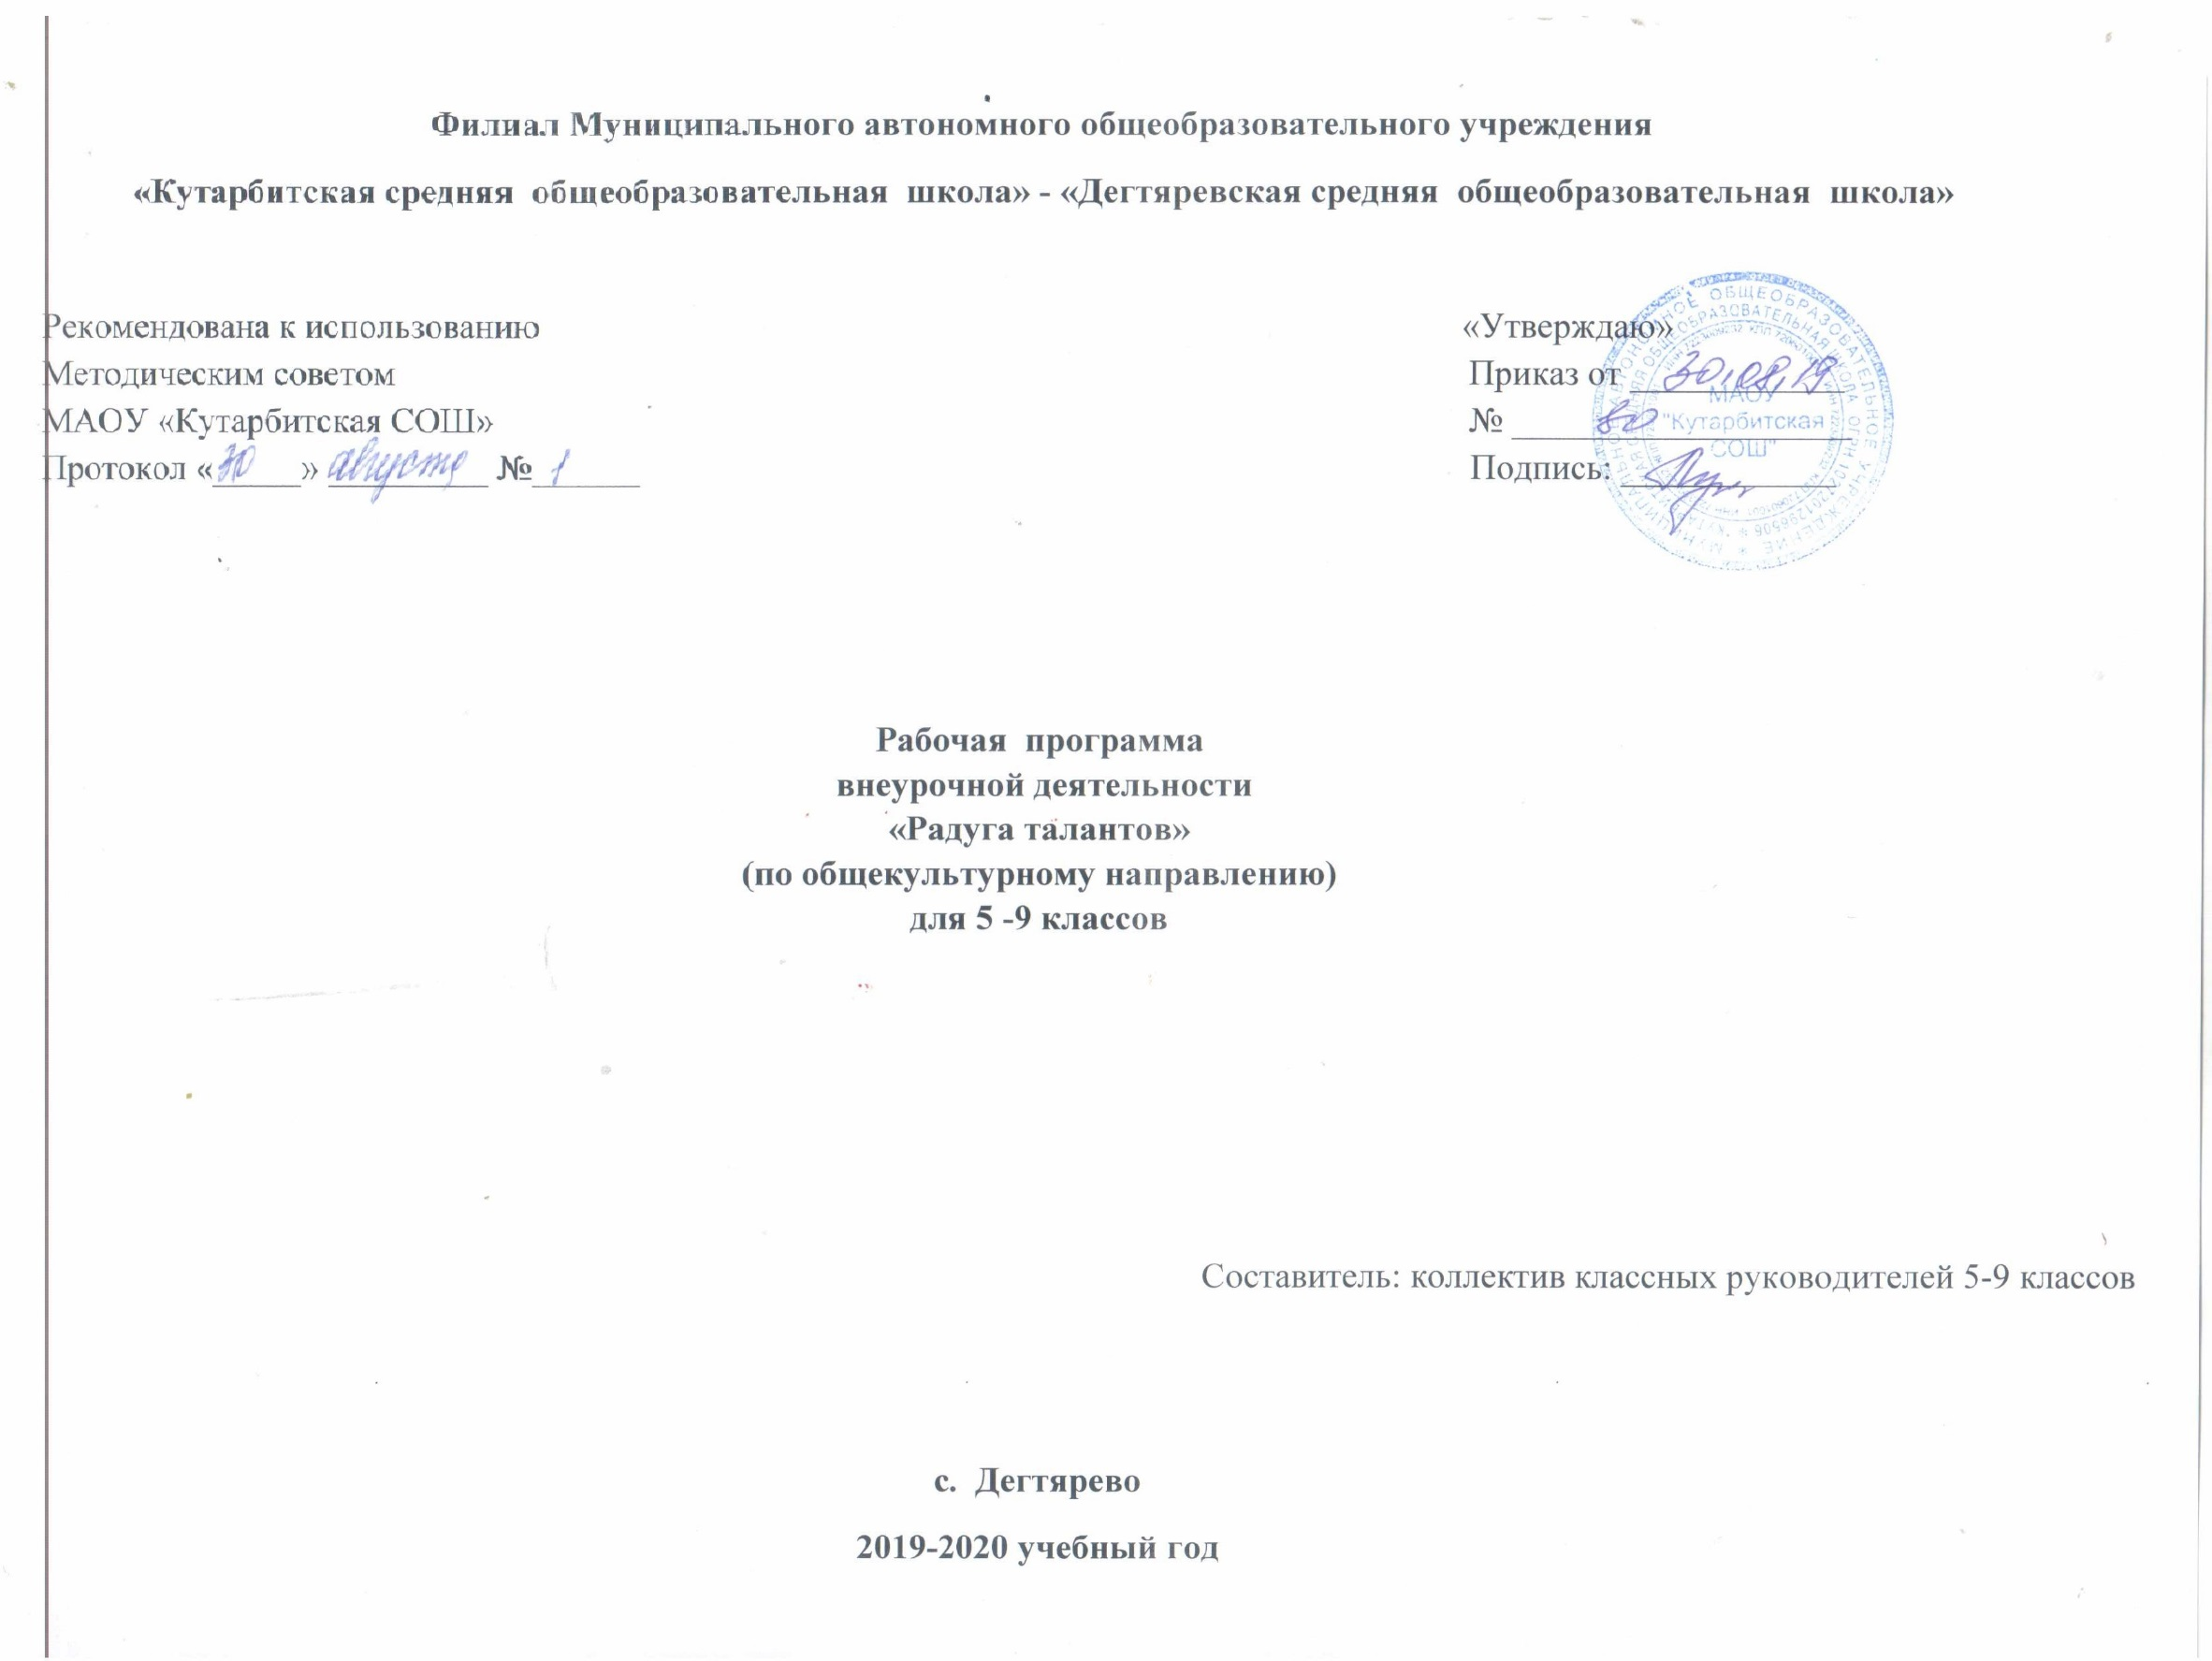 Филиал Муниципального автономного общеобразовательного учреждения
«Кутарбитская средняя общеобразовательная школа» - «Дегтяревская средняя общеобразовательная школа»
Рекомендована к использованию
Методическим советом
МАОУ «Кутарбитская СОШ»
Протокол «30» августа №1
«Утверждаю»
Приказ от 30.08.19
№ 80
Подпись:
МАОУ
"Кутарбитская
СОШ"
Рабочая программа
внеурочной деятельности
«Радуга талантов»
(по общекультурному направлению)
для 5 -9 классов
Составитель: коллектив классных руководителей 5-9 классов
с. Дегтярево
2019-2020 учебный год